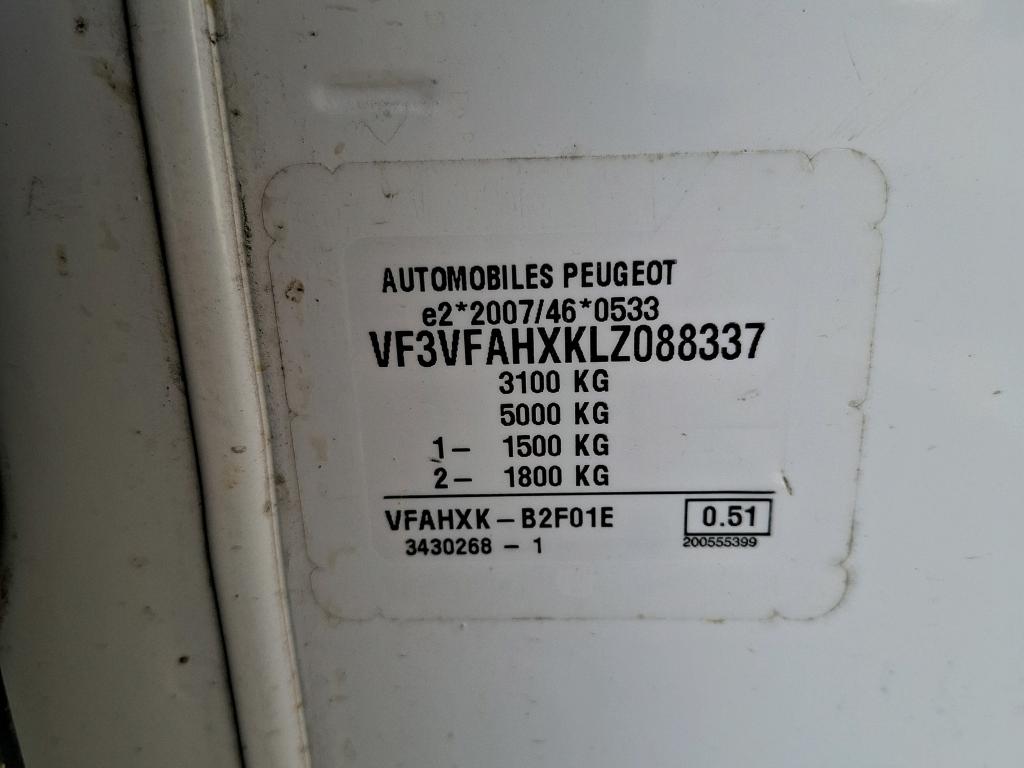 AUTOMOBILES PEUGEOT
e2*2007/46*0533
VF3VFAHXKLZ088337
3100 KG
5000 KG
1- 1500 KG
2- 1800 KG
VFAHXK-B2F01E 0.51
3430268 - 1 200555399